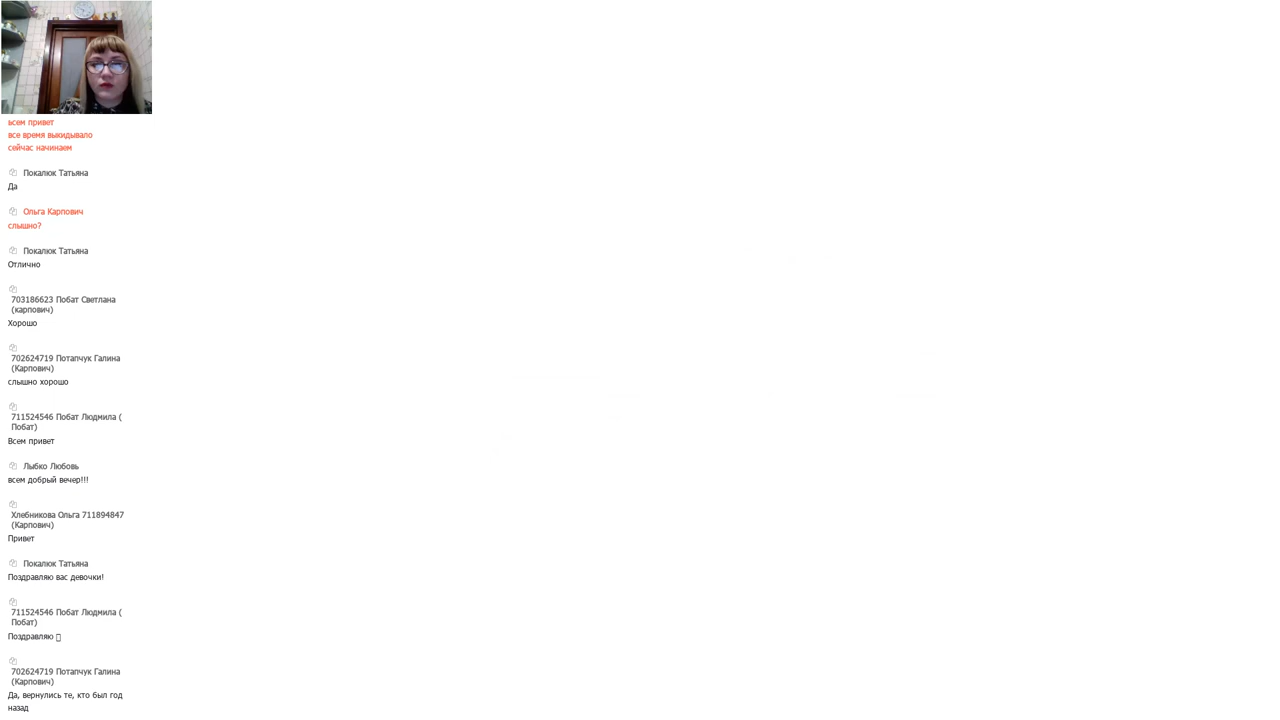 ьсем привет
все время выкидывало
сейчас начинаем
Покалюк Татьяна
Да
Ольга Карпович
слышно?
Покалюк Татьяна
Отлично
703186623 Побат Светлана
(карпович)
Хорошо
702624719 Потапчук Галина
(Карпович)
слышно хорошо
711524546 Побат Людмила (
Побат)
Всем привет
Лыбко Любовь
всем добрый вечер!!!
Хлебникова Ольга 711894847
(Карпович)
Привет
Покалюк Татьяна
Поздравляю вас девочки!
711524546 Побат Людмила (
Побат)
Поздравляю
702624719 Потапчук Галина
(Карпович)
Да, вернулись те, кто был год
назад